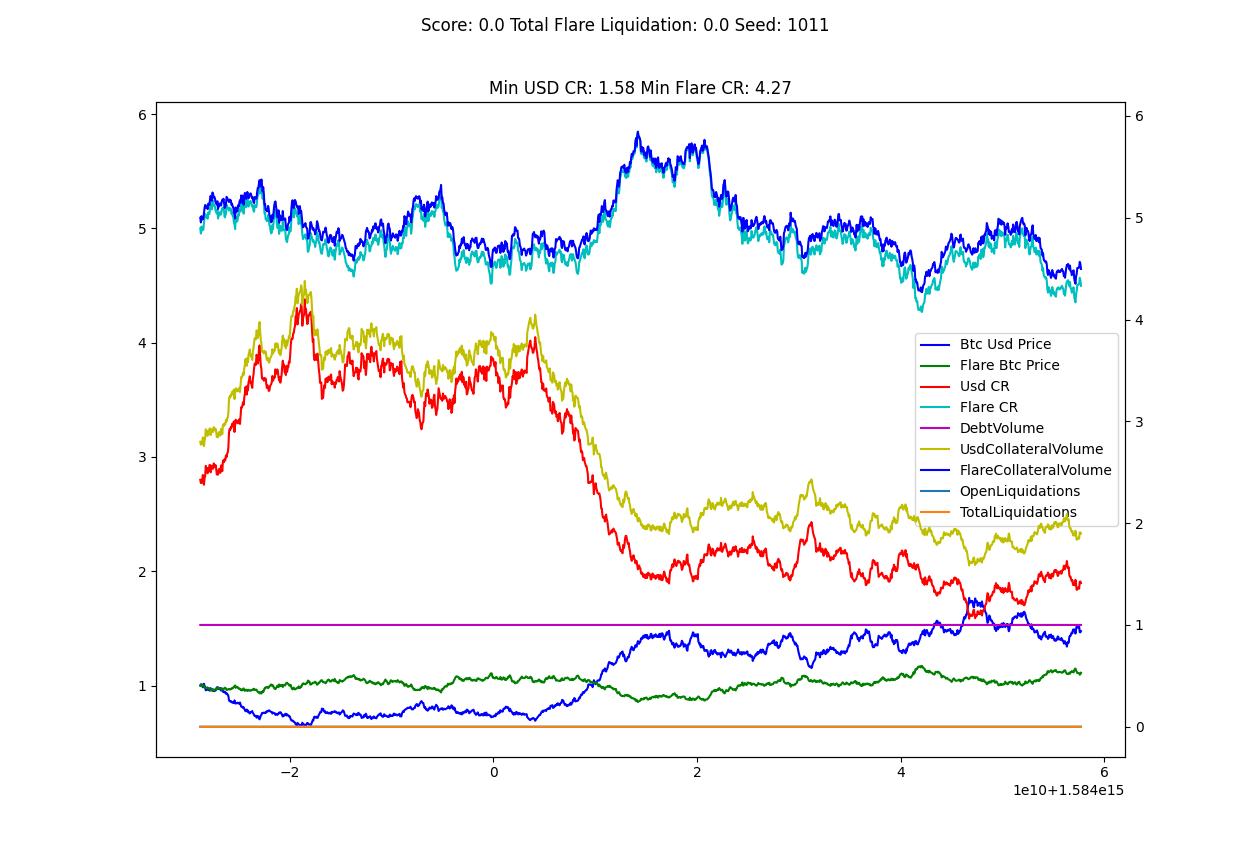 Score: 0.0 Total Flare Liquidation: 0.0 Seed: 1011
Min USD CR: 1.58 Min Flare CR: 4.27
6
5
4
3
2
1
6
5
4
3
2
1
0
Btc Usd Price
Flare Btc Price
Usd CR
Flare CR
DebtVolume
UsdCollateralVolume
FlareCollateralVolume
OpenLiquidations
TotalLiquidations
−2 0 2 4 6
1e10+1.584e15